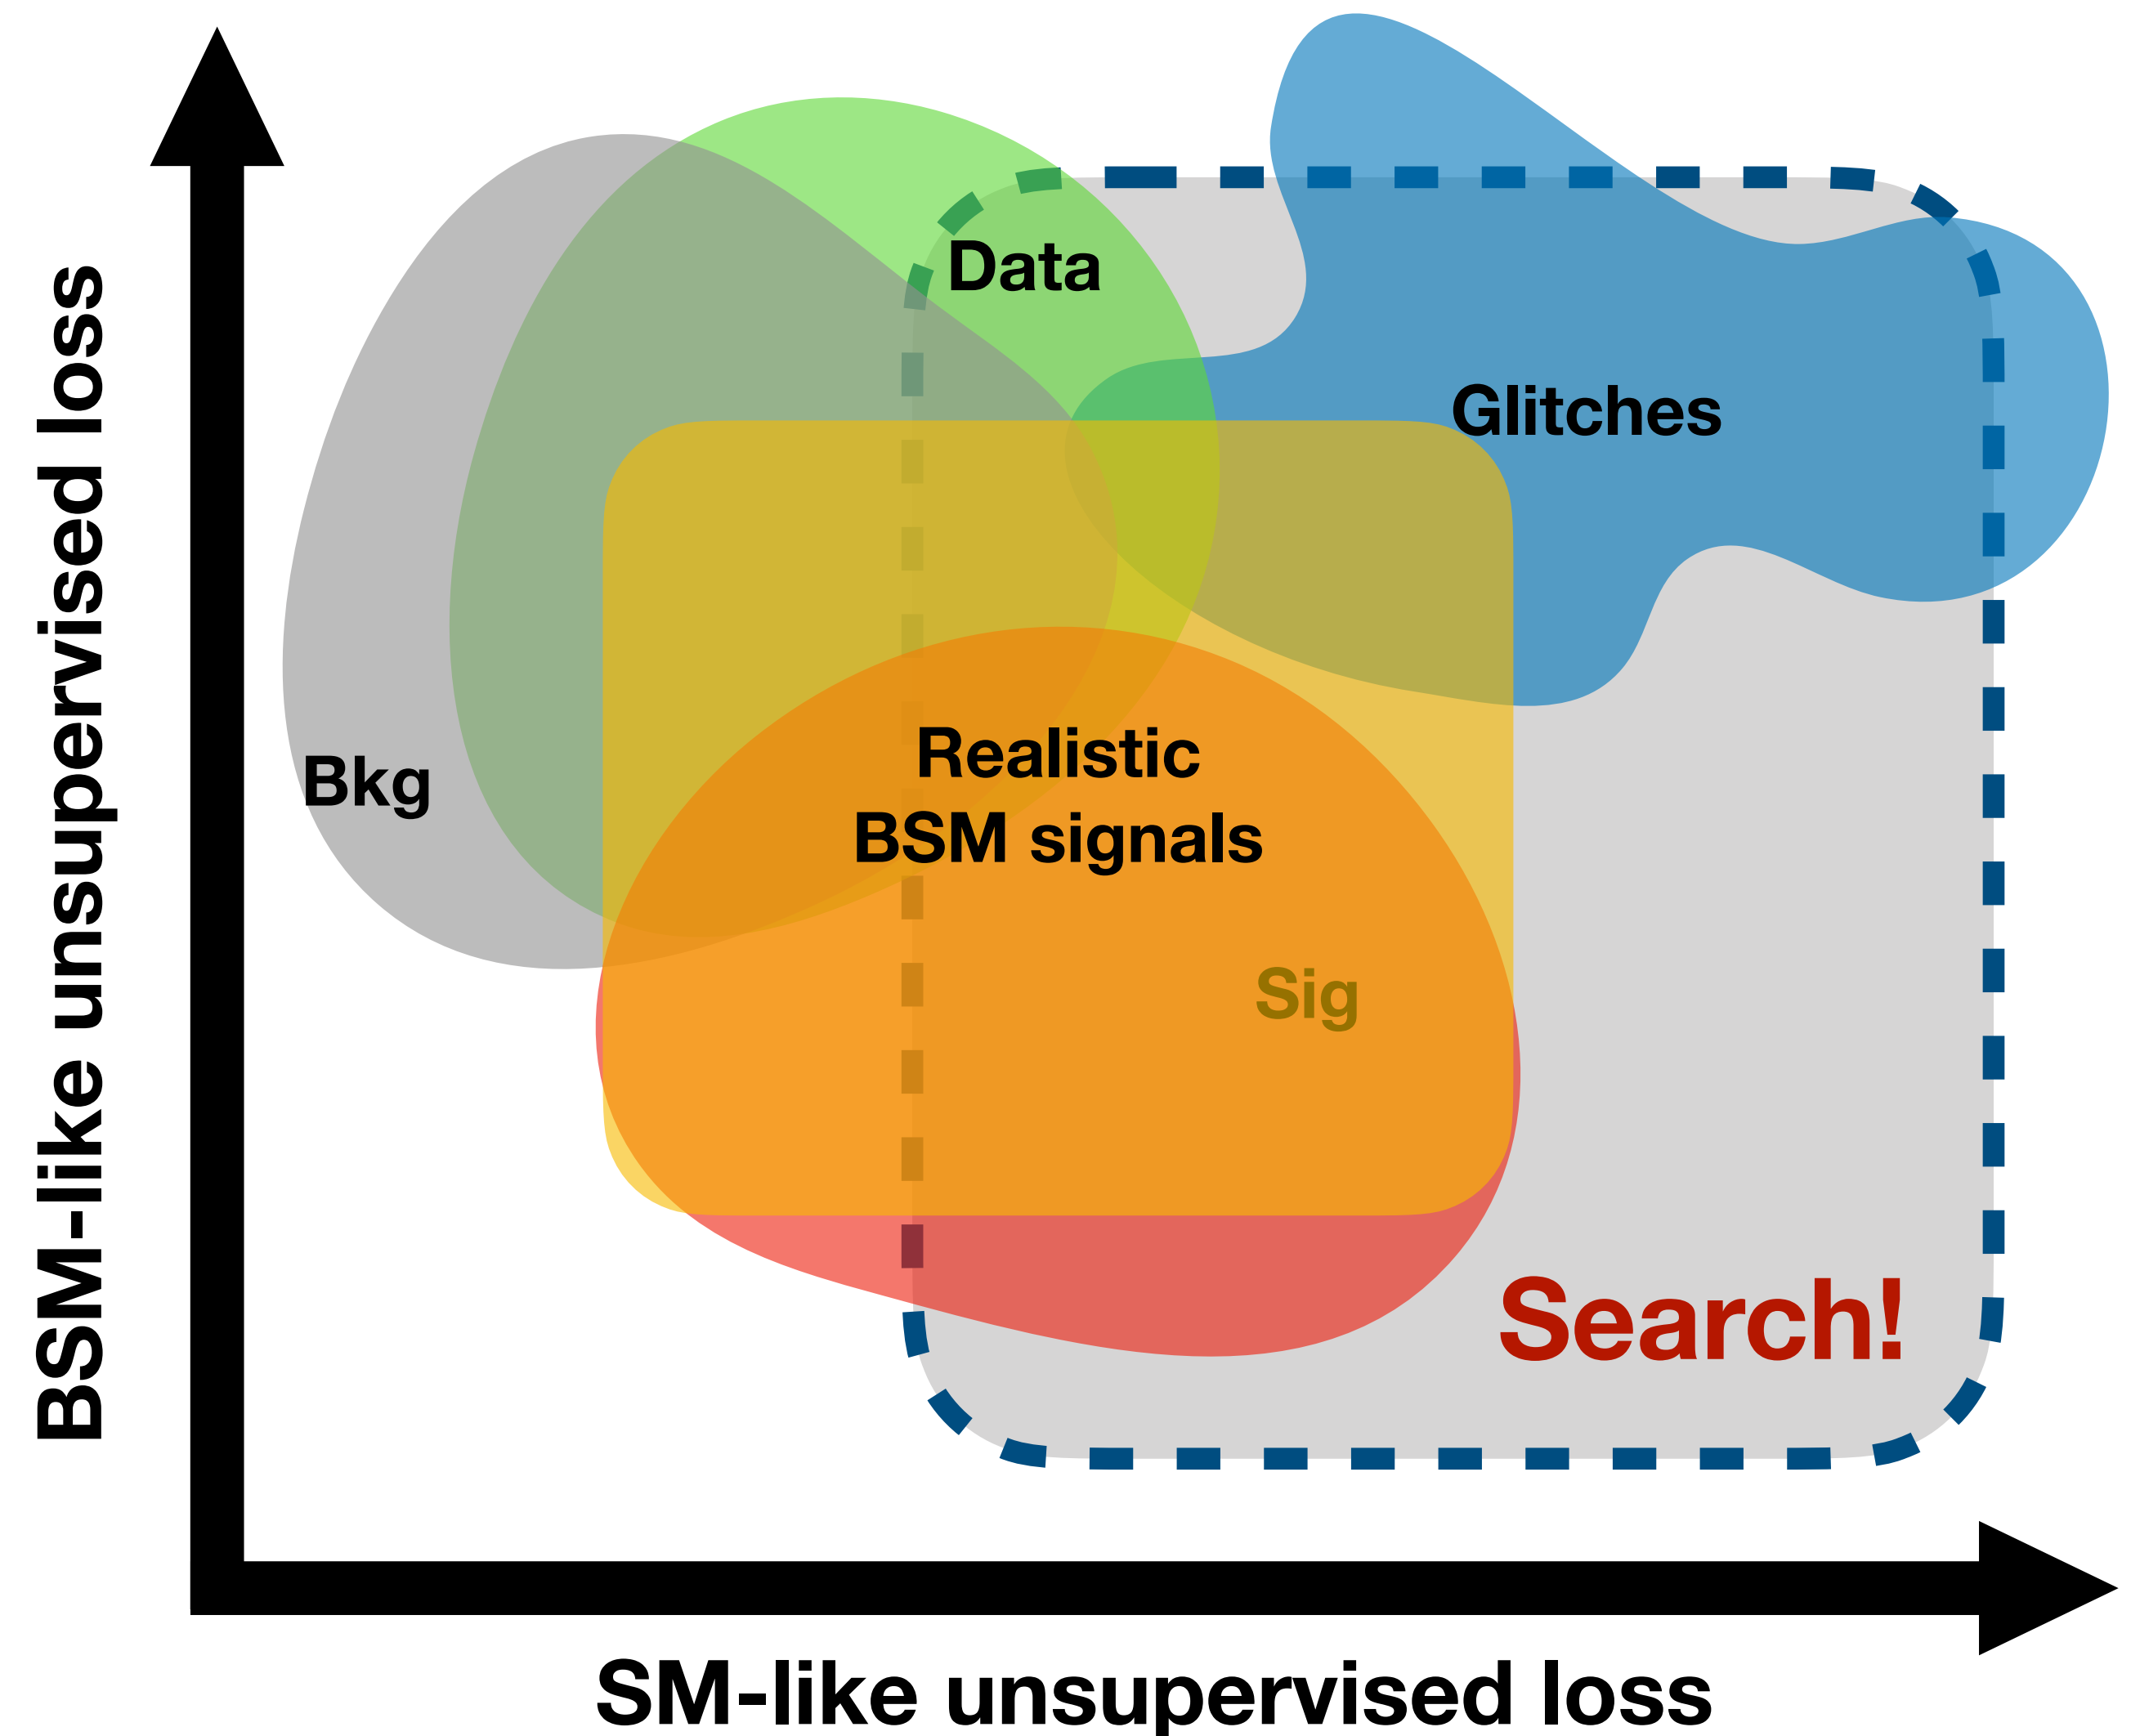 BSM-like unsupervised loss
Data
Glitches
Bkg
Realistic
BSM signals
Sig
Search!
SM-like unsupervised loss